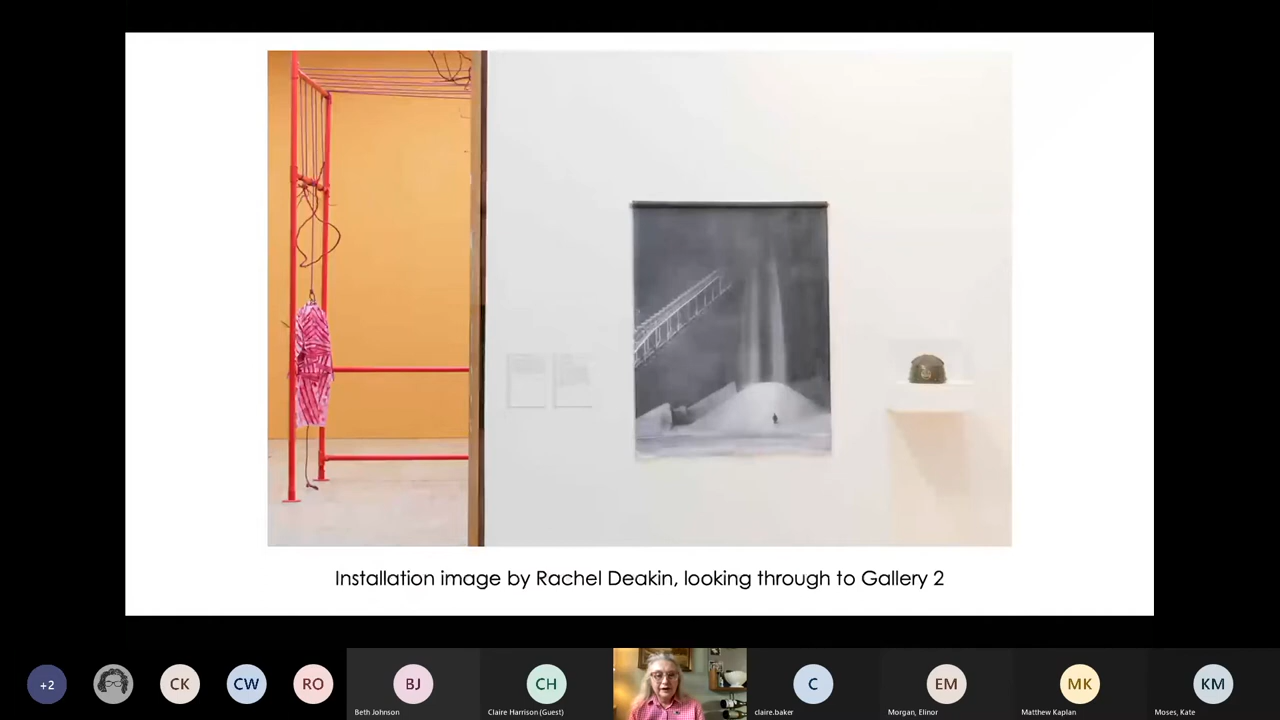 Installation image by Rachel Deakin, looking through to Gallery 2
+2
CK
CW
RO
BJ
Beth Johnson
CH
Claire Harrison (Guest)
C
claire.baker
EM
Morgan, Elinor
MK
Matthew Kaplan
KM
Moses, Kate